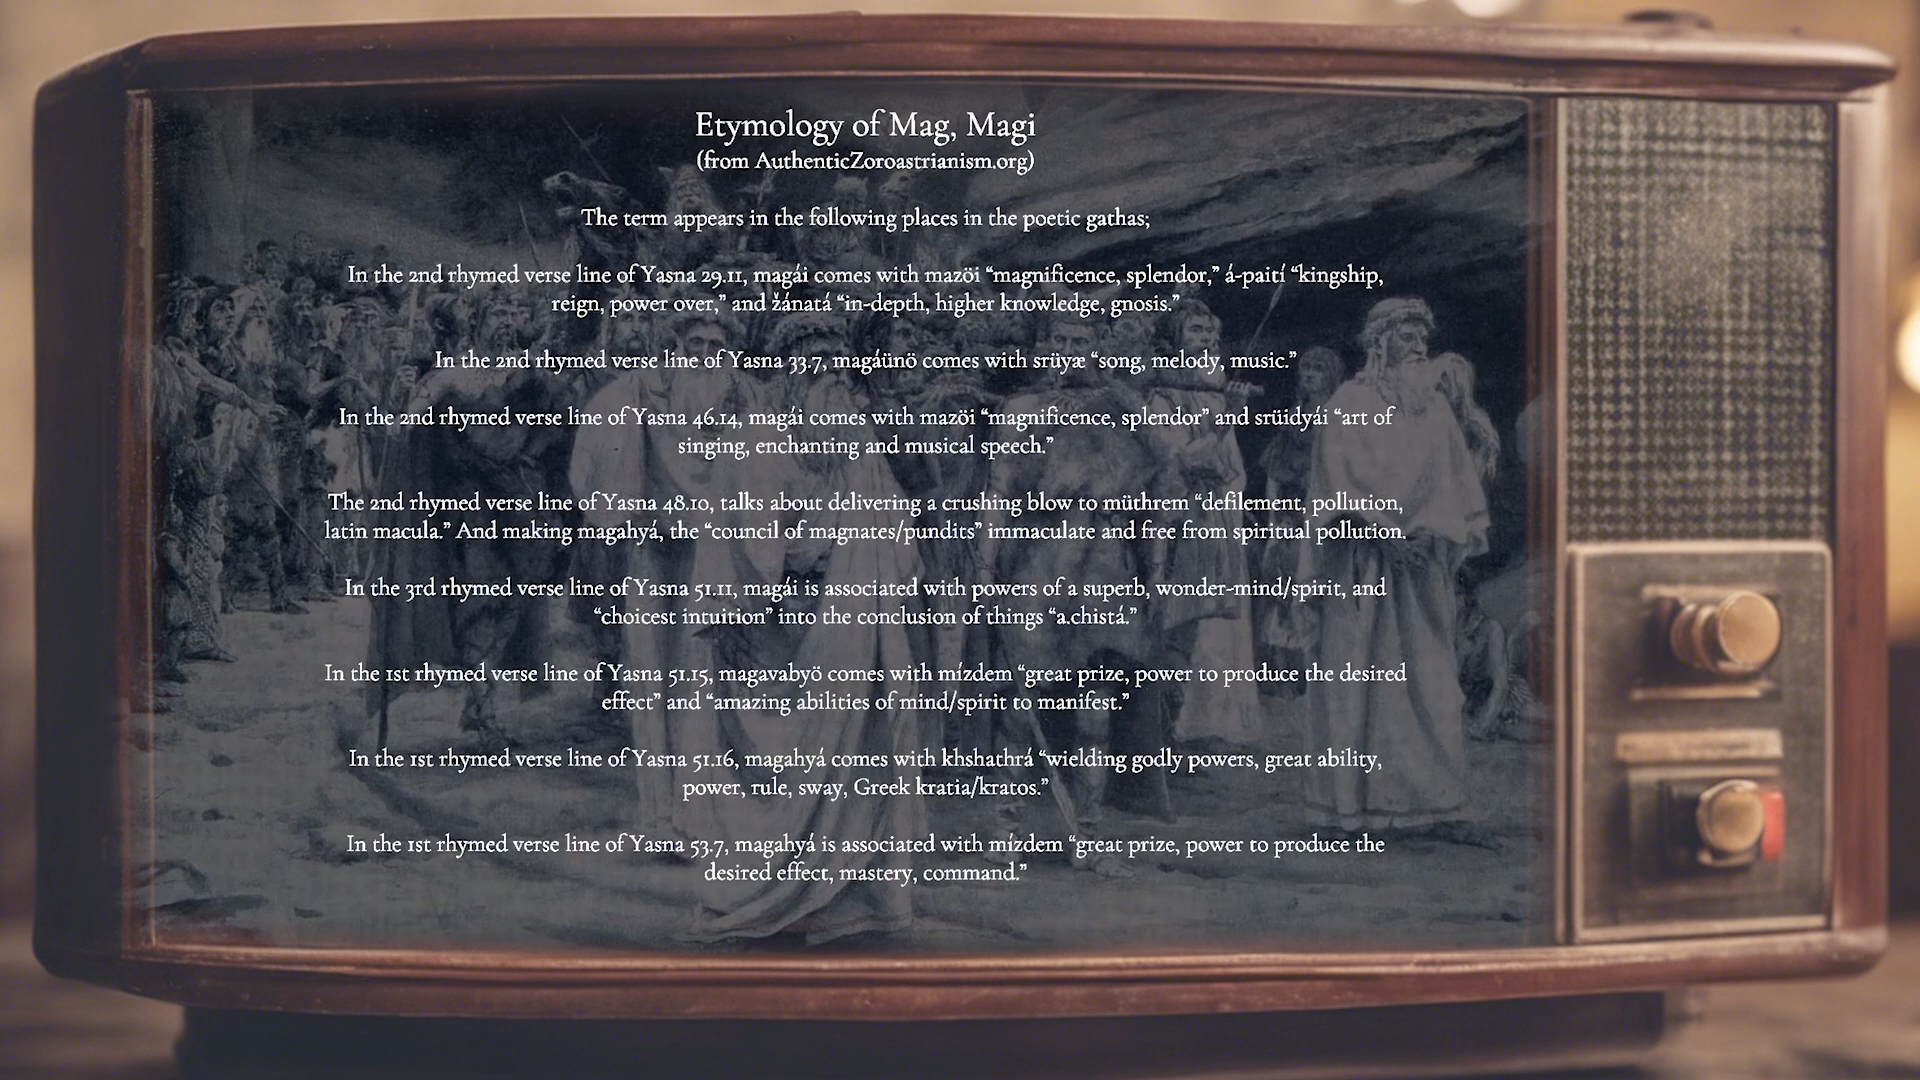 Etymology of Mag, Magi
(from AuthenticZoroastrianism.org)
The term appears in the following places in the poetic gathas;
In the 2nd rhymed verse line of Yasna 29.11, magái comes with mazöi “magnificence, splendor,” á-paití “kingship,
reign, power over,” and žánatá “in-depth, higher knowledge, gnosis.”
In the 2nd rhymed verse line of Yasna 33.7, magáünö comes with srüyæ “song, melody, music.”
In the 2nd rhymed verse line of Yasna 46.14, magái comes with mazöi “magnificence, splendor” and srüidyái “art of
singing, enchanting and musical speech.”
The 2nd rhymed verse line of Yasna 48.10, talks about delivering a crushing blow to müthrem “defilement, pollution,
latin macula.” And making magahyá, the “council of magnates/pundits” immaculate and free from spiritual pollution.
In the 3rd rhymed verse line of Yasna 51.11, magái is associated with powers of a superb, wonder-mind/spirit, and
“choicest intuition” into the conclusion of things “a.chistá.”
In the 1st rhymed verse line of Yasna 51.15, magavabyö comes with mízdem “great prize, power to produce the desired
effect” and “amazing abilities of mind/spirit to manifest.”
In the 1st rhymed verse line of Yasna 51.16, magahyá comes with khshathrá “wielding godly powers, great ability,
power, rule, sway, Greek kratia/kratos.”
In the 1st rhymed verse line of Yasna 53.7, magahyá is associated with mízdem “great prize, power to produce the
desired effect, mastery, command.”